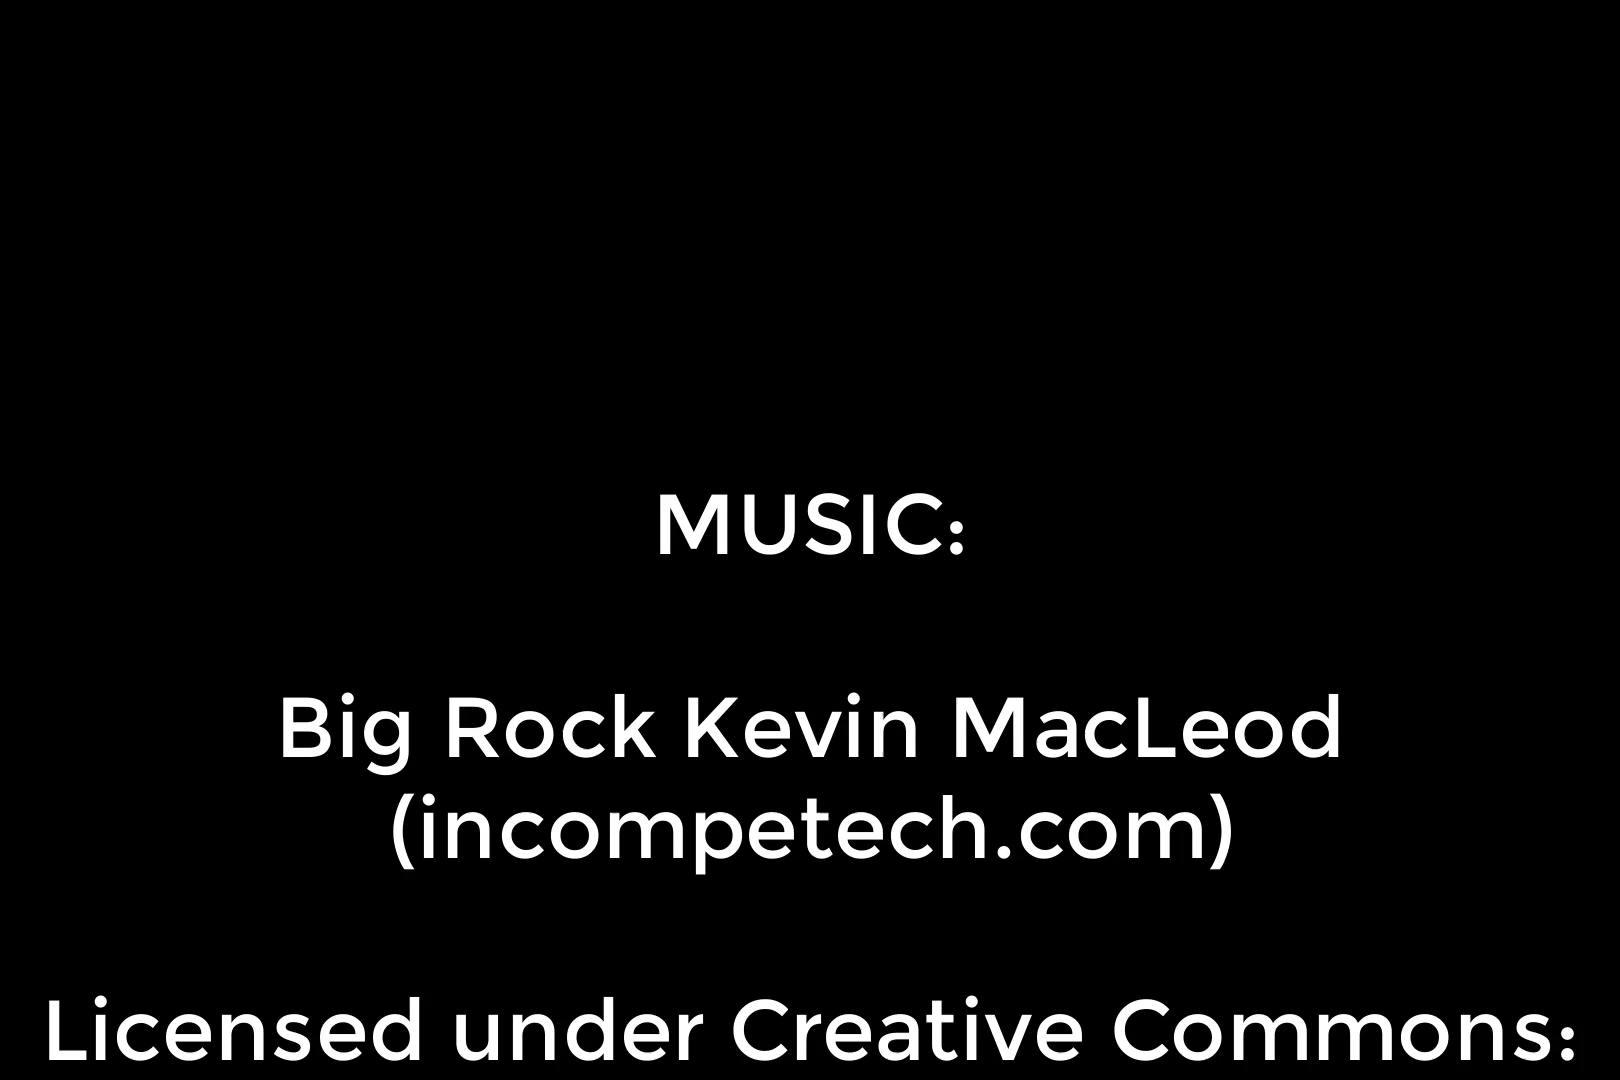 MUSIC:
Big Rock Kevin MacLeod
(incompetech.com)
Licensed under Creative Commons: